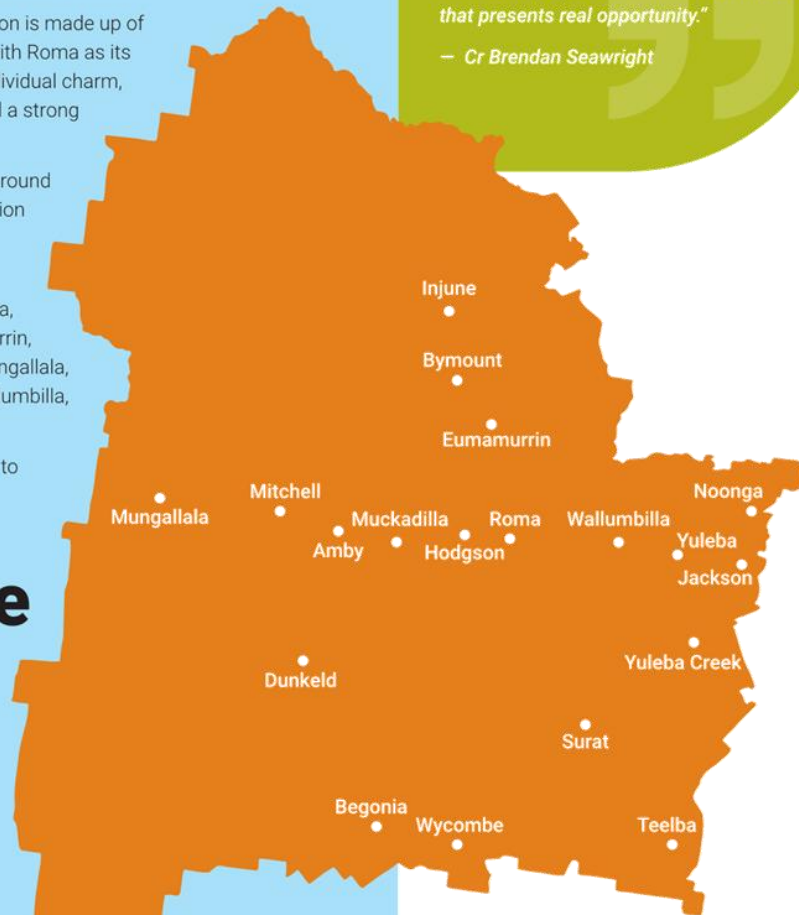 on is made up of
ith Roma as its
ividual charm,
a strong
round
ion
a,
rrin,
ngallala,
umbilla,
to
e
that presents real opportunity.”
— Cr Brendan Seawright
Injune
Bymount
Eumamurrin
Mungallala
Mitchell
Amby
Muckadilla
Hodgson
Roma
Wallumbilla
Noonga
Yuleba
Jackson
Yuleba Creek
Dunkeld
Surat
Begonia
Wycombe
Teelba